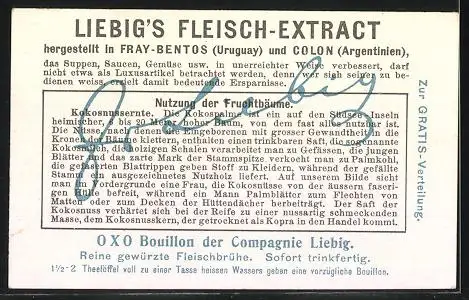 LIEBIG'S FLEISCH-EXTRACT
hergestellt in FRAY-BENTOS (Uruguay) und COLON (Argentinien),
das Suppen, Saucen, Gemüse usw. in unerreichter Weise verbessert, darf
nicht etwa als Luxusartikel betrachtet werden, denn wer sich seiner zu be-
dienen weiss, erzielt damit bedeutende Ersparnisse.
Nutzung der Fruchtbäume.
Kokosnussernte. Die Kokospalme ist ein auf den Südsee-Inseln
heimischer, bis zu 20 Meter hoher Baum, von dem fast alles nutzbar ist.
Die Nüsse, nach denen die Eingeborenen mit grosser Gewandtheit in die
Krone der Palmen klettern, enthalten einen trinkbaren Saft, die sogenannte
Kokosmilch, die holzigen Schalen verarbeitet man zu Gefässen, die jungen
Blätter und das zarte Mark der Stammspitze verkocht man zu Palmkohl,
die gefaserten Blattrippen geben Stoff zu Kleidern, während der gefällte
Stamm ein ausgezeichnetes Nutzholz liefert. Auf unserem Bilde sieht
man im Vordergrunde eine Frau, die Kokosnüsse von der äussern faseri-
gen Hülle befreit, während ein Mann Palmblätter zum Flechten von
Matten oder zum Decken der Hüttendächer herbeiträgt. Der Saft der
Kokosnuss verhärtet sich bei der Reife zu einer nussartig schmeckenden
Masse, dem Kokosnusskern, der getrocknet als Kopra in den Handel kommt.
Zur GRATIS-Verteilung.
Liebig
OXO Bouillon der Compagnie Liebig.
Reine gewürzte Fleischbrühe. Sofort trinkfertig.
1½-2 Theelöffel voll zu einer Tasse heissen Wassers geben eine vorzügliche Bouillon.